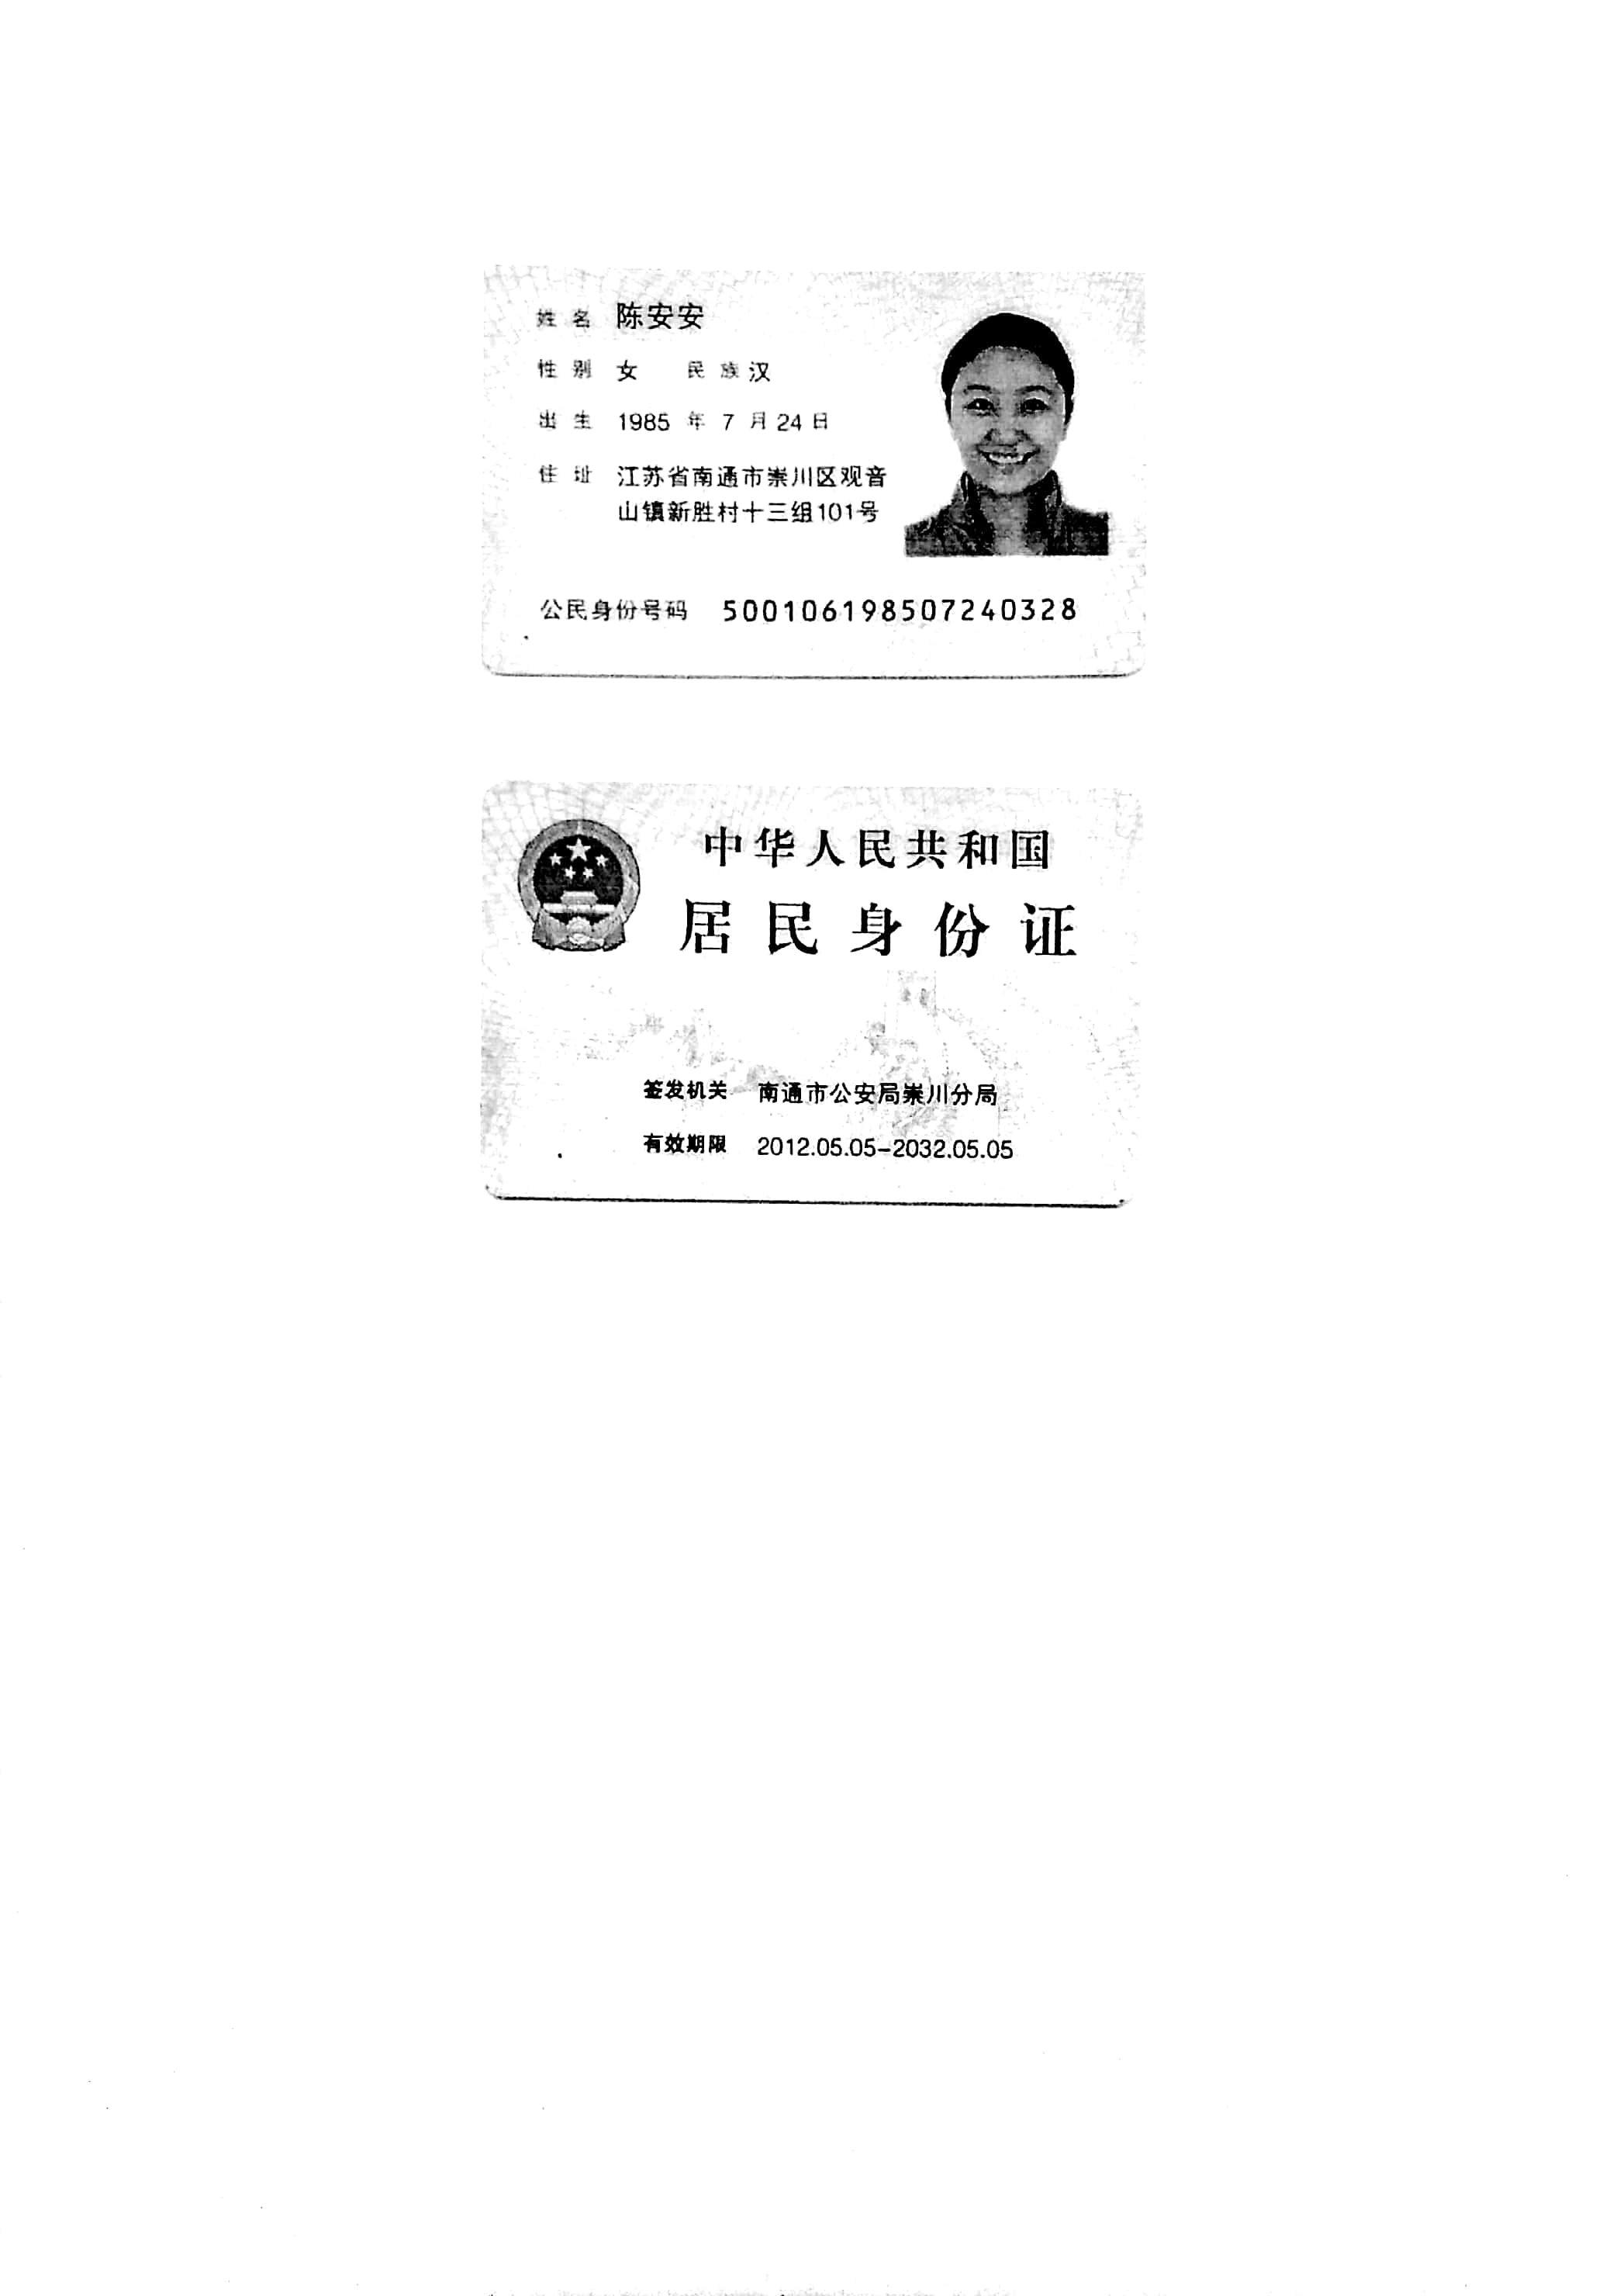 姓名 陈安安
性别 女 民族 汉
出生 1985 年 7 月 24 日
住址 江苏省南通市崇川区观音
山镇新胜村十三组101号
公民身份号码 500106198507240328
中华人民共和国
居民身份证
签发机关 南通市公安局崇川分局
有效期限 2012.05.05-2032.05.05